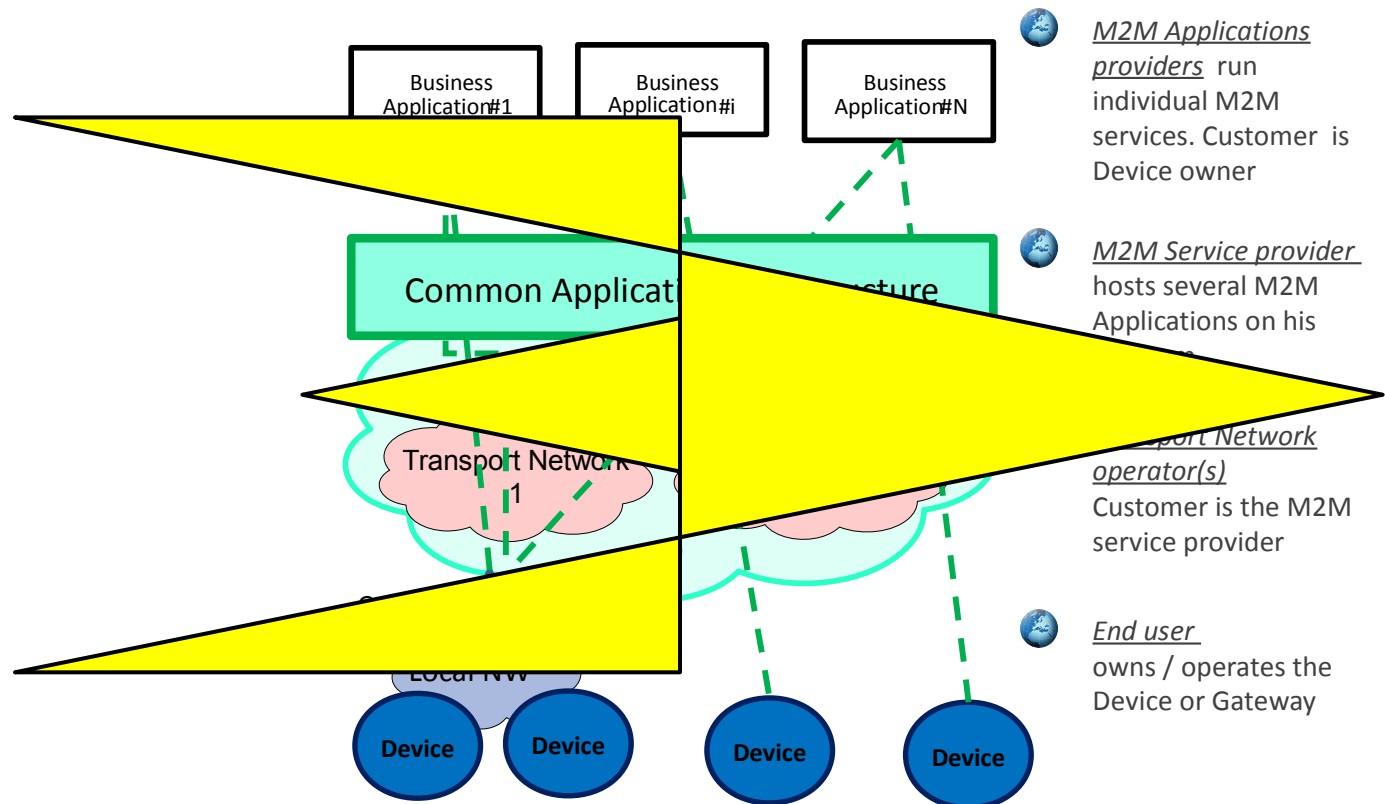 Business
Application#1
Business
Application#i
Business
Application#N
Common Applicati
Transport Network
1
Local NW
Device
Device
Device
Device
M2M Applications
providers run
individual M2M
services. Customer is
Device owner
M2M Service provider
hosts several M2M
Applications on his
Network
operator(s)
Customer is the M2M
service provider
End user
owns / operates the
Device or Gateway